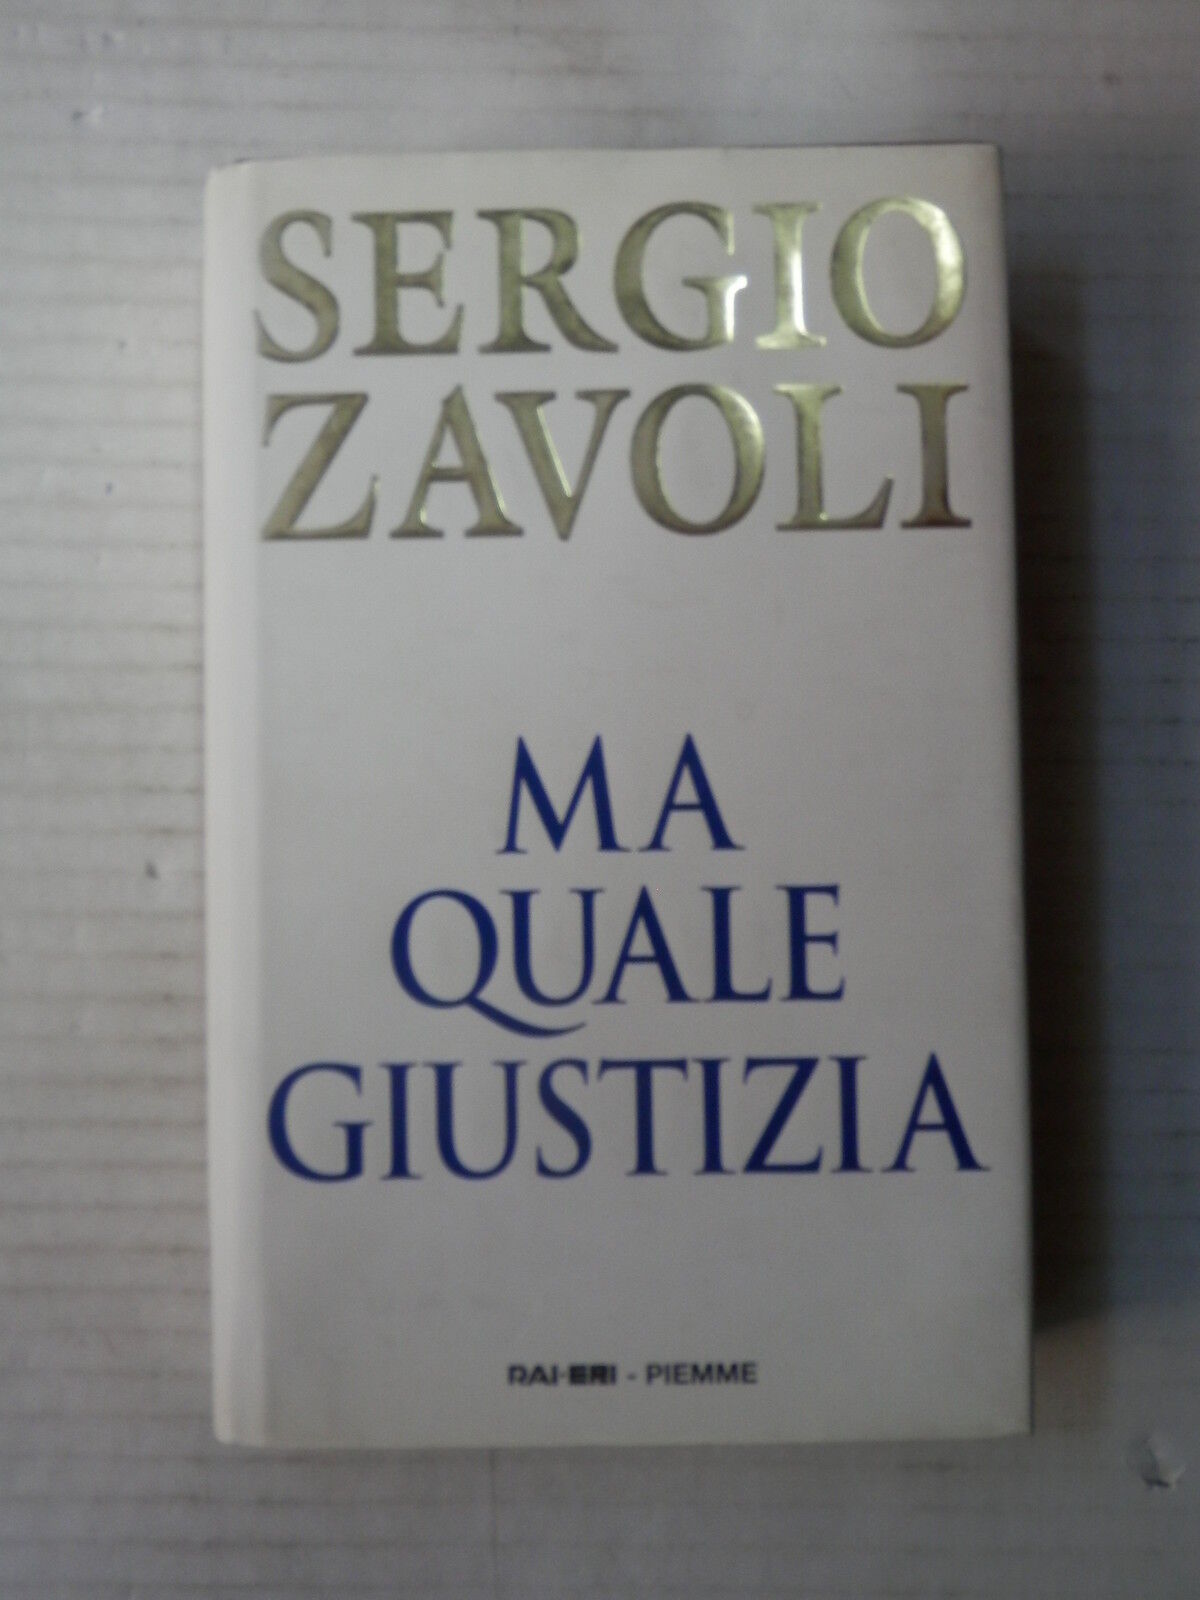 SERGIO
ZAVOLI
MA
QUALE
GIUSTIZIA
RAI-ERI - PIEMME